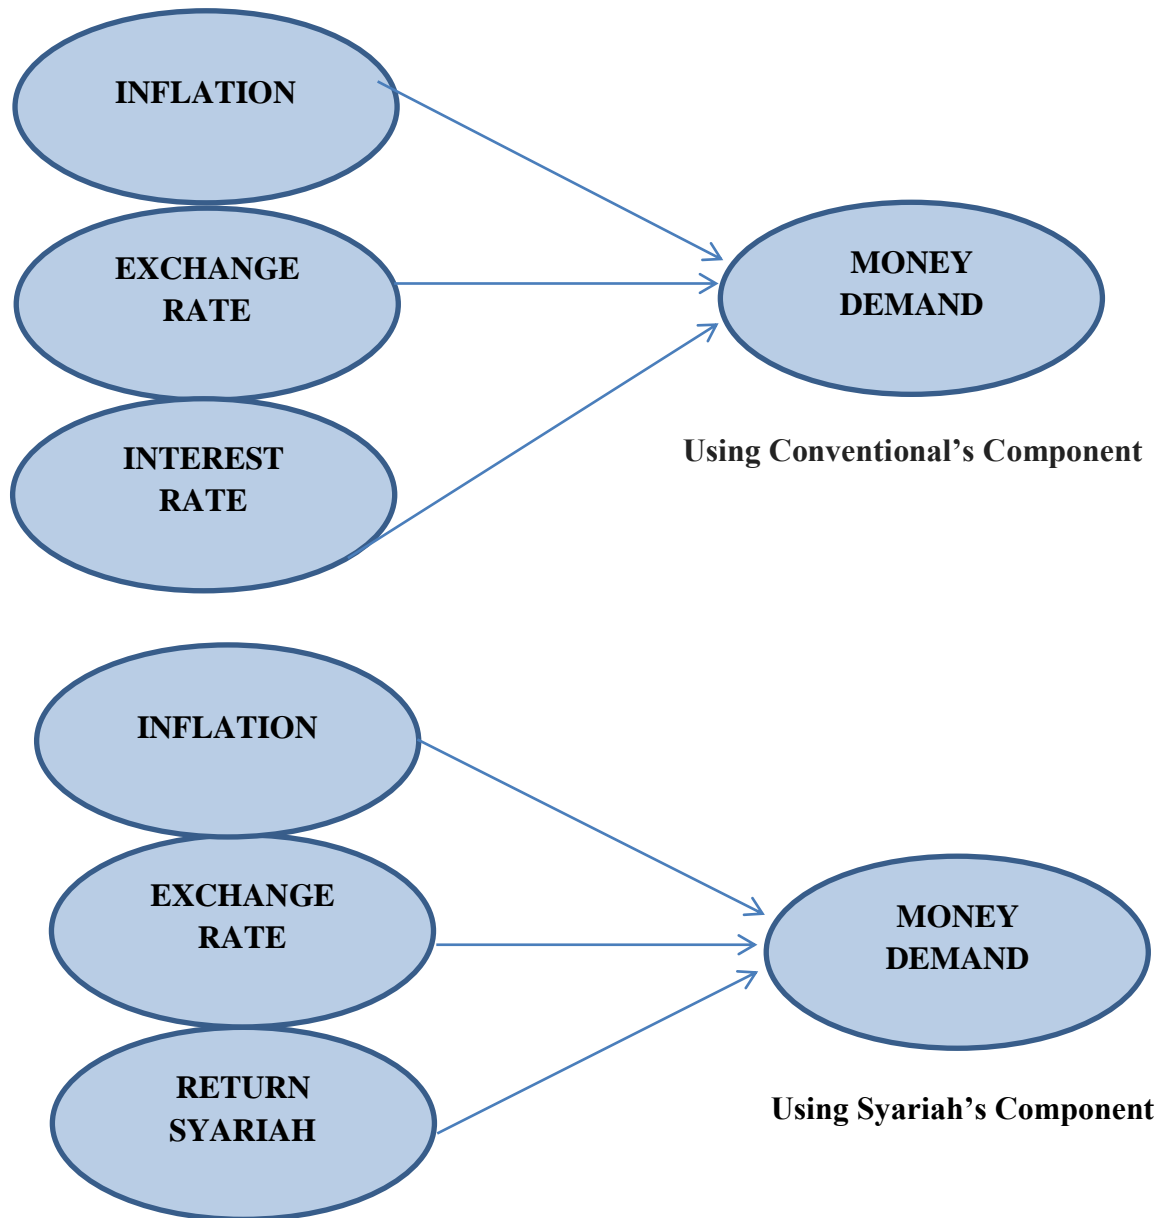 INFLATION
EXCHANGE
RATE
MONEY
DEMAND
INTEREST
RATE
Using Conventional’s Component
INFLATION
EXCHANGE
RATE
MONEY
DEMAND
RETURN
SYARIAH
Using Syariah’s Component